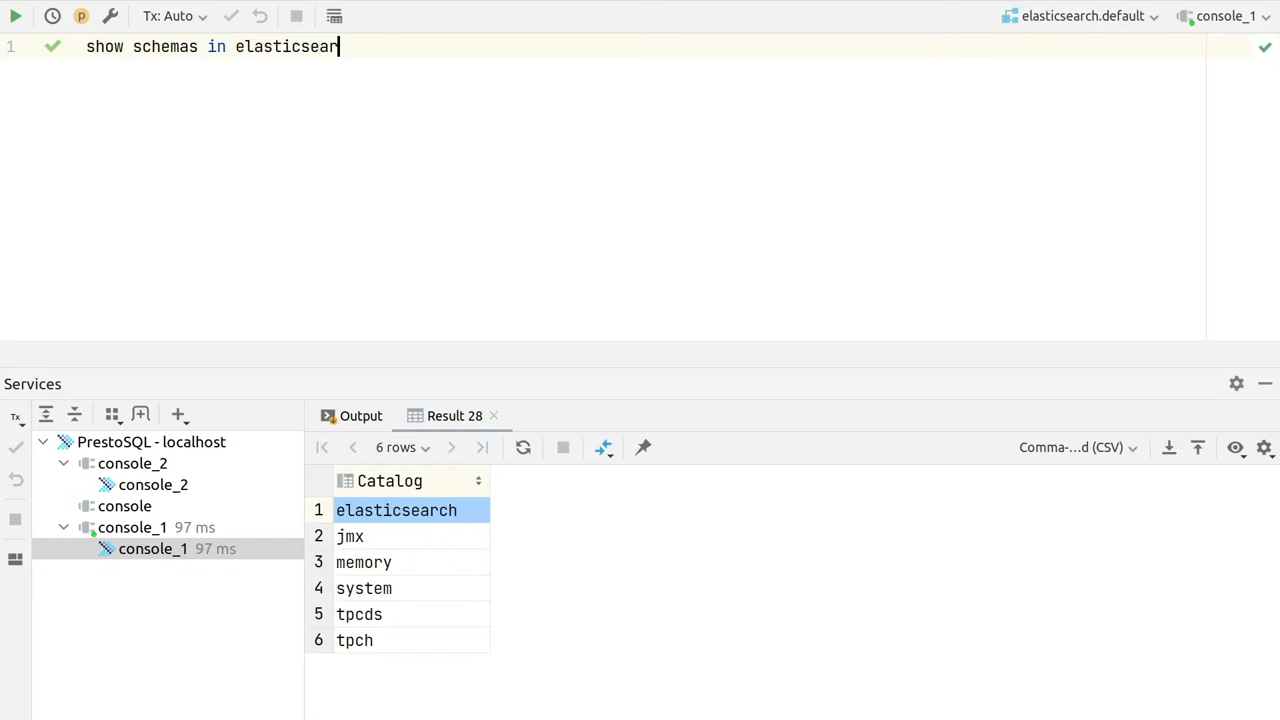 Tx: Auto
elasticsearch.default
console_1
1 show schemas in elasticsear
Services
Tx
PrestoSQL - localhost
console_2
console_2
console
console_1 97 ms
console_1 97 ms
Output
Result 28
6 rows
Comma-...d (CSV)
Catalog
1 elasticsearch
2 jmx
3 memory
4 system
5 tpcds
6 tpch